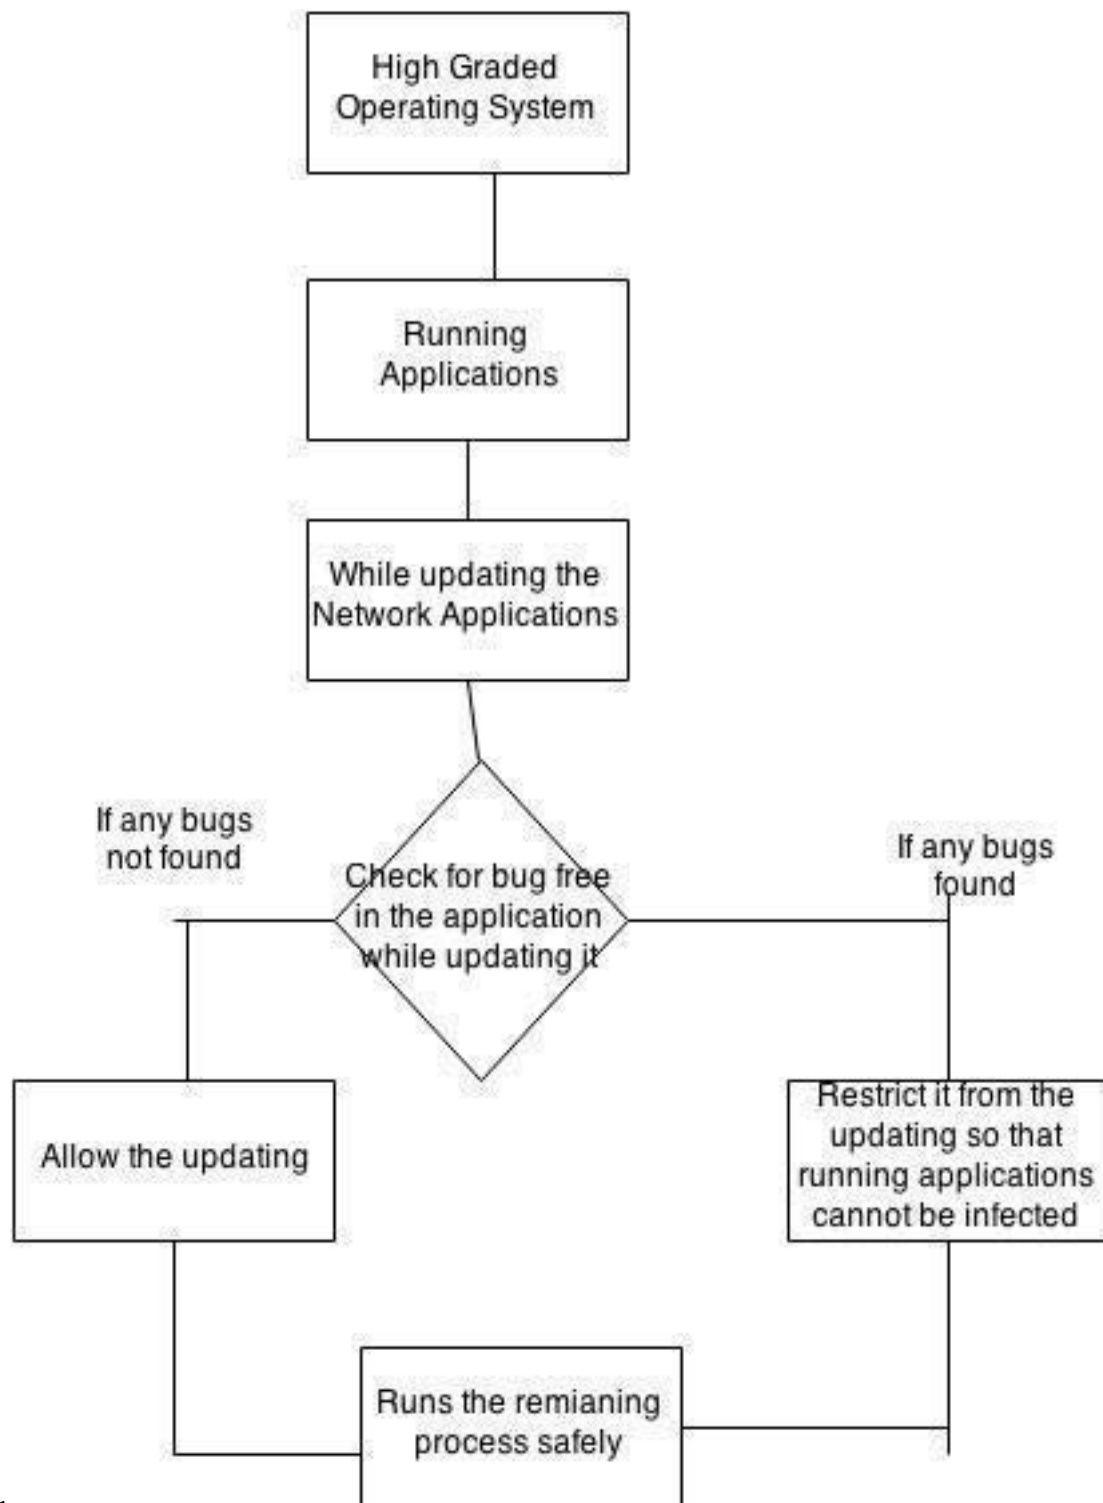 High Graded
Operating System
Running
Applications
While updating the
Network Applications
If any bugs
not found
If any bugs
found
Check for bug free
in the application
while updating it
Allow the updating
Restrict it from the
updating so that
running applications
cannot be infected
Runs the remianing
process safely